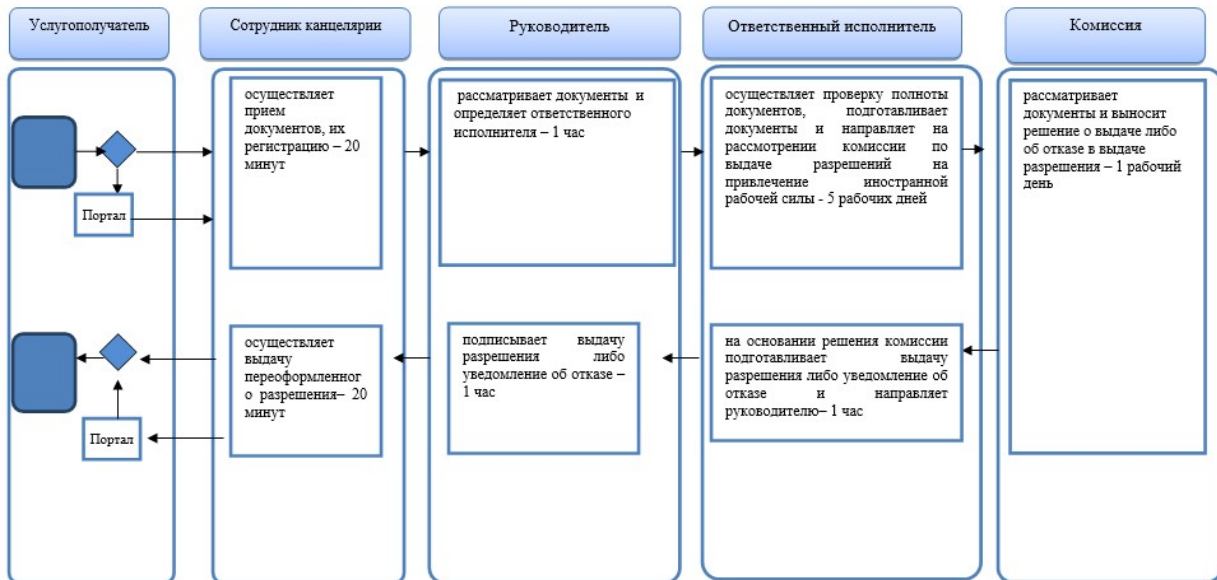 Услугополучатель
Сотрудник канцелярии
Руководитель
Ответственный исполнитель
Комиссия
Портал
осуществляет
прием
документов, их
регистрацию – 20
минут
рассматривает документы и
определяет ответственного
исполнителя – 1 час
осуществляет проверку полноты
документов, подготавливает
документы и направляет на
рассмотрении комиссии по
выдаче разрешений на
привлечение иностранной
рабочей силы - 5 рабочих дней
рассматривает
документы и выносит
решение о выдаче либо
об отказе в выдаче
разрешения – 1 рабочий
день
Портал
осуществляет
выдачу
переоформленног
о разрешения– 20
минут
подписывает выдачу
разрешения либо
уведомление об отказе –
1 час
на основании решения комиссии
подготавливает выдачу
разрешения либо уведомление об
отказе и направляет
руководителю– 1 час